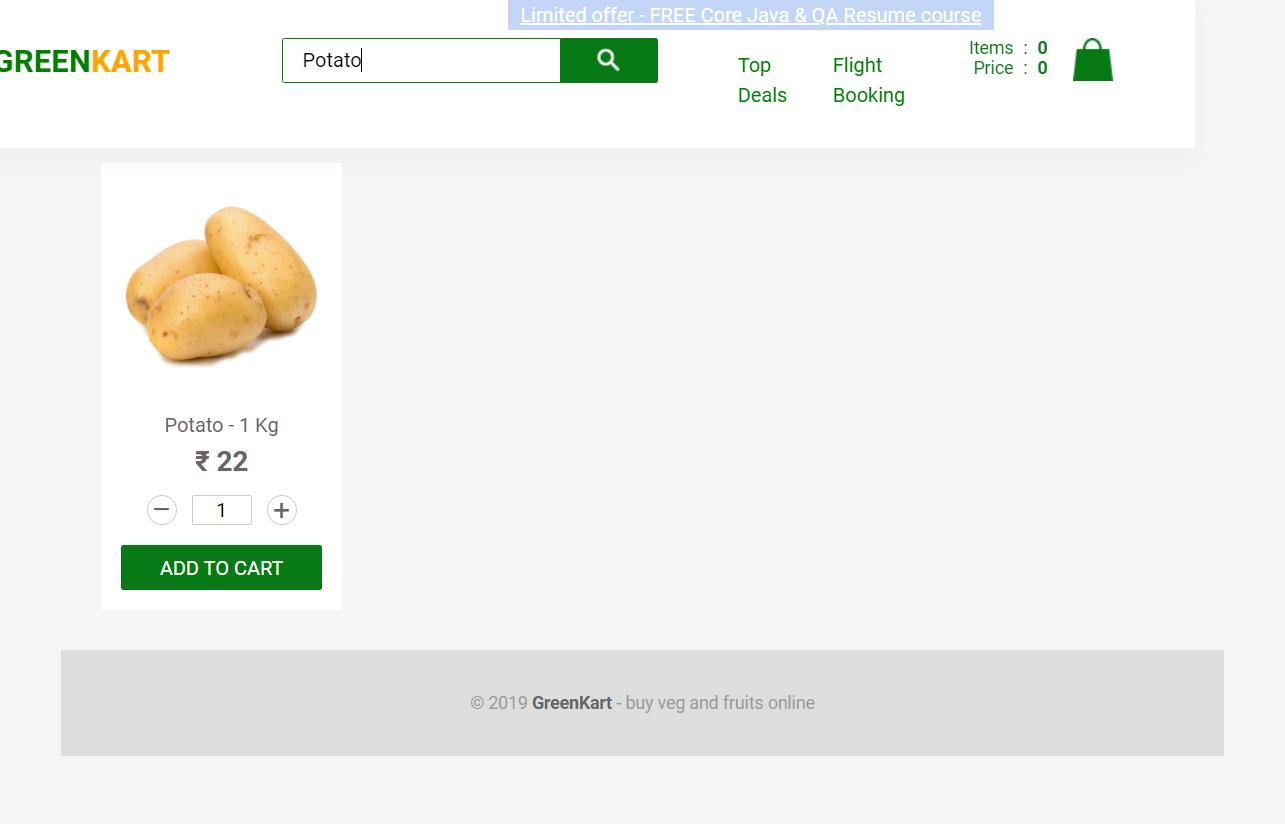 Limited offer - FREE Core Java & QA Resume course
GREENKART
Potato
Top Deals
Flight Booking
Items : 0
Price : 0
Potato - 1 Kg
₹ 22
− 1 +
ADD TO CART
© 2019 GreenKart - buy veg and fruits online